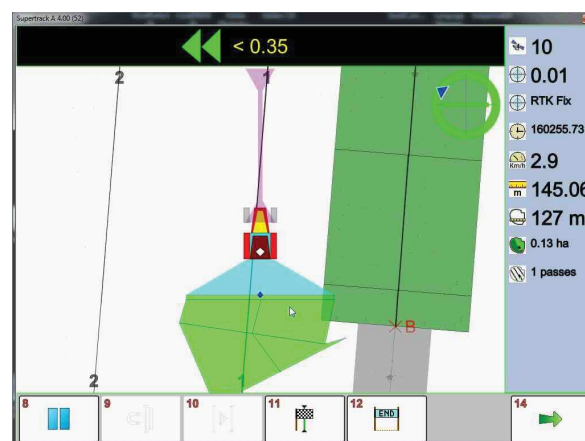 Supertrack A 4.00 (52)
< 0.35
2
1
10
0.01
RTK Fix
160255.73
Km/h
2.9
m
145.06
127 m
0.13 ha
1 passes
B
2
1
8
9
10
11
12
END
14